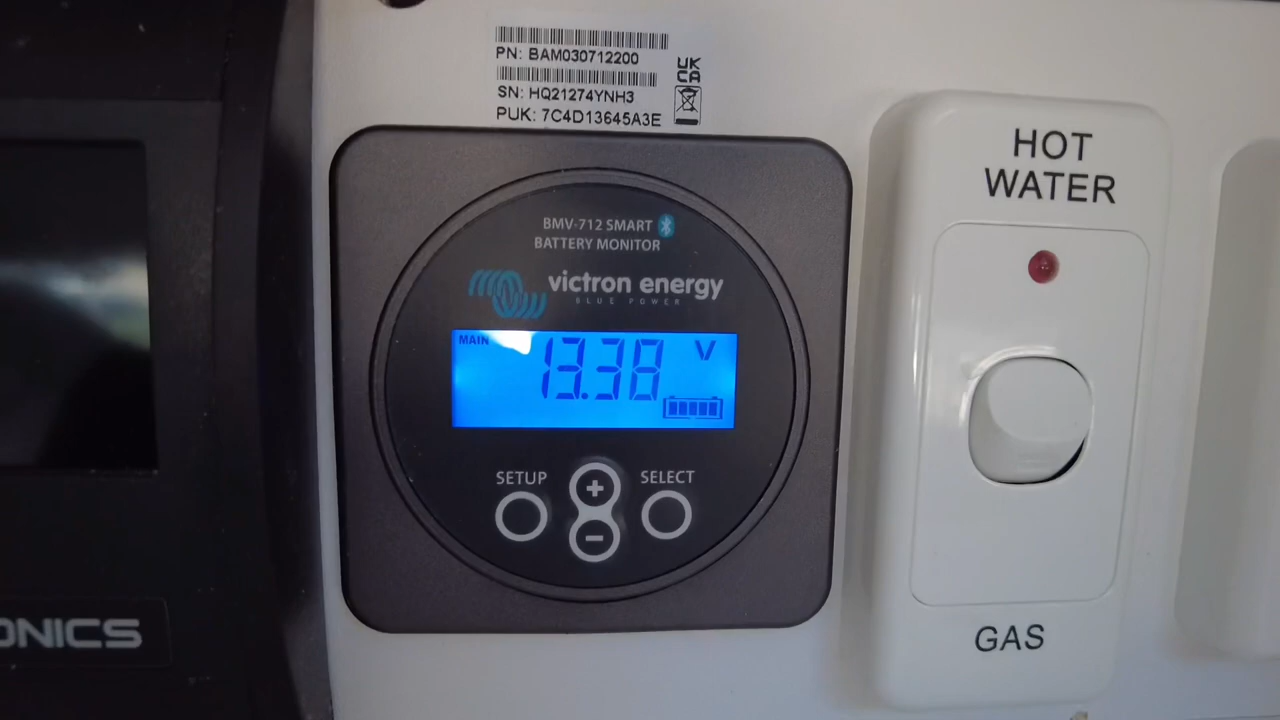 PN: BAM030712200
SN: HQ21274YNH3
PUK: 7C4D13645A3E
UK
CA
BMV-712 SMART
BATTERY MONITOR
victron energy
BLUE POWER
MAIN
13.38 V
SETUP
+
SELECT
-
HOT
WATER
GAS
ONICS